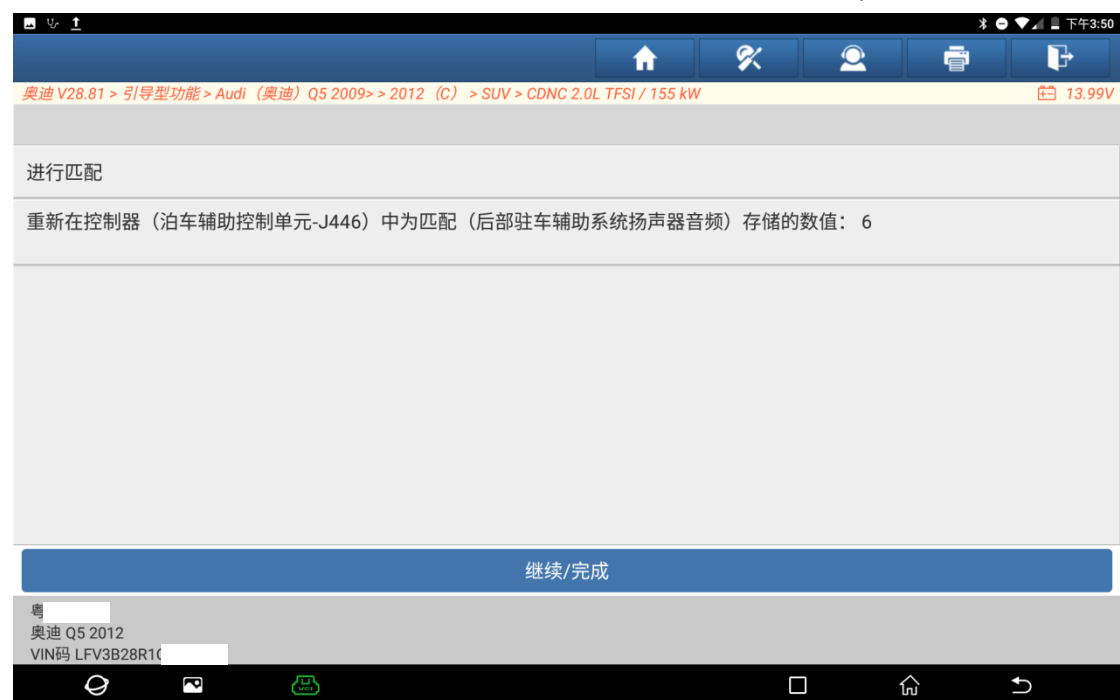 下午3:50
奥迪 V28.81 > 引导型功能 > Audi（奥迪）Q5 2009> > 2012（C） > SUV > CDNC 2.0L TFSI / 155 kW 13.99V
进行匹配
重新在控制器（泊车辅助控制单元-J446）中为匹配（后部驻车辅助系统扬声器音频）存储的数值： 6
继续/完成
粤
奥迪 Q5 2012
VIN码 LFV3B28R1
VCI